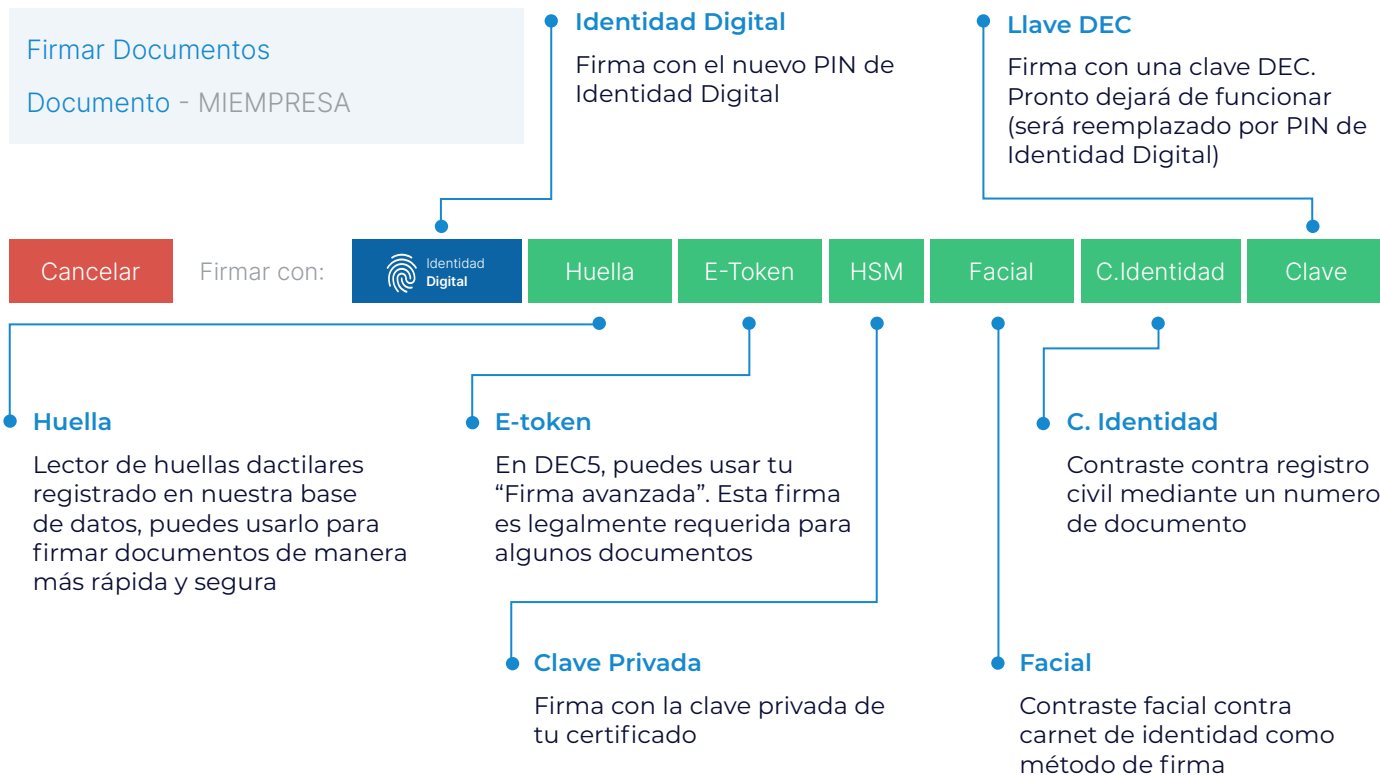 Firmar Documentos
Documento - MIEMPRESA
Identidad Digital
Firma con el nuevo PIN de
Identidad Digital
Llave DEC
Firma con una clave DEC.
Pronto dejará de funcionar
(será reemplazado por PIN de
Identidad Digital)
Cancelar
Firmar con:
Identidad
Digital
Huella
E-Token
HSM
Facial
C.Identidad
Clave
Huella
Lector de huellas dactilares
registrado en nuestra base
de datos, puedes usarlo para
firmar documentos de manera
más rápida y segura
E-token
En DEC5, puedes usar tu
“Firma avanzada”. Esta firma
es legalmente requerida para
algunos documentos
C. Identidad
Contraste contra registro
civil mediante un numero
de documento
Clave Privada
Firma con la clave privada de
tu certificado
Facial
Contraste facial contra
carnet de identidad como
método de firma